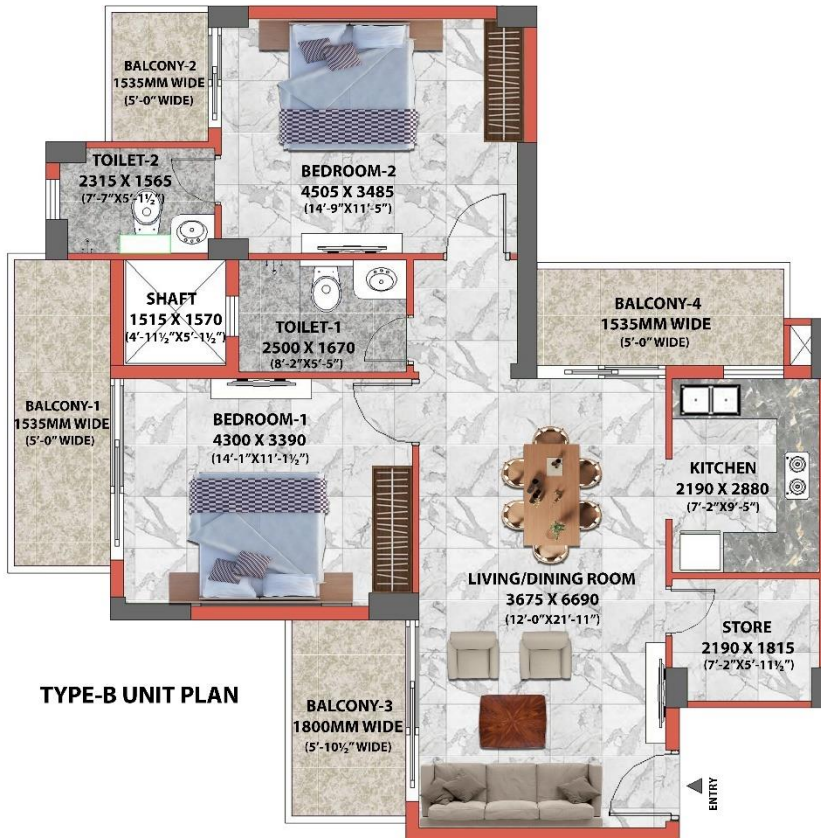 BALCONY-2
1535MM WIDE
(5'-0" WIDE)
TOILET-2
2315 X 1565
(7'-7"X5'-1½")
BEDROOM-2
4505 X 3485
(14'-9"X11'-5")
SHAFT
1515 X 1570
(4'-11½"X5'-1½")
TOILET-1
2500 X 1670
(8'-2"X5'-5")
BALCONY-4
1535MM WIDE
(5'-0" WIDE)
BALCONY-1
1535MM WIDE
(5'-0" WIDE)
BEDROOM-1
4300 X 3390
(14'-1"X11'-1½")
KITCHEN
2190 X 2880
(7'-2"X9'-5")
LIVING/DINING ROOM
3675 X 6690
(12'-0"X21'-11")
STORE
2190 X 1815
(7'-2"X5'-11½")
TYPE-B UNIT PLAN
BALCONY-3
1800MM WIDE
(5'-10½" WIDE)
ENTRY